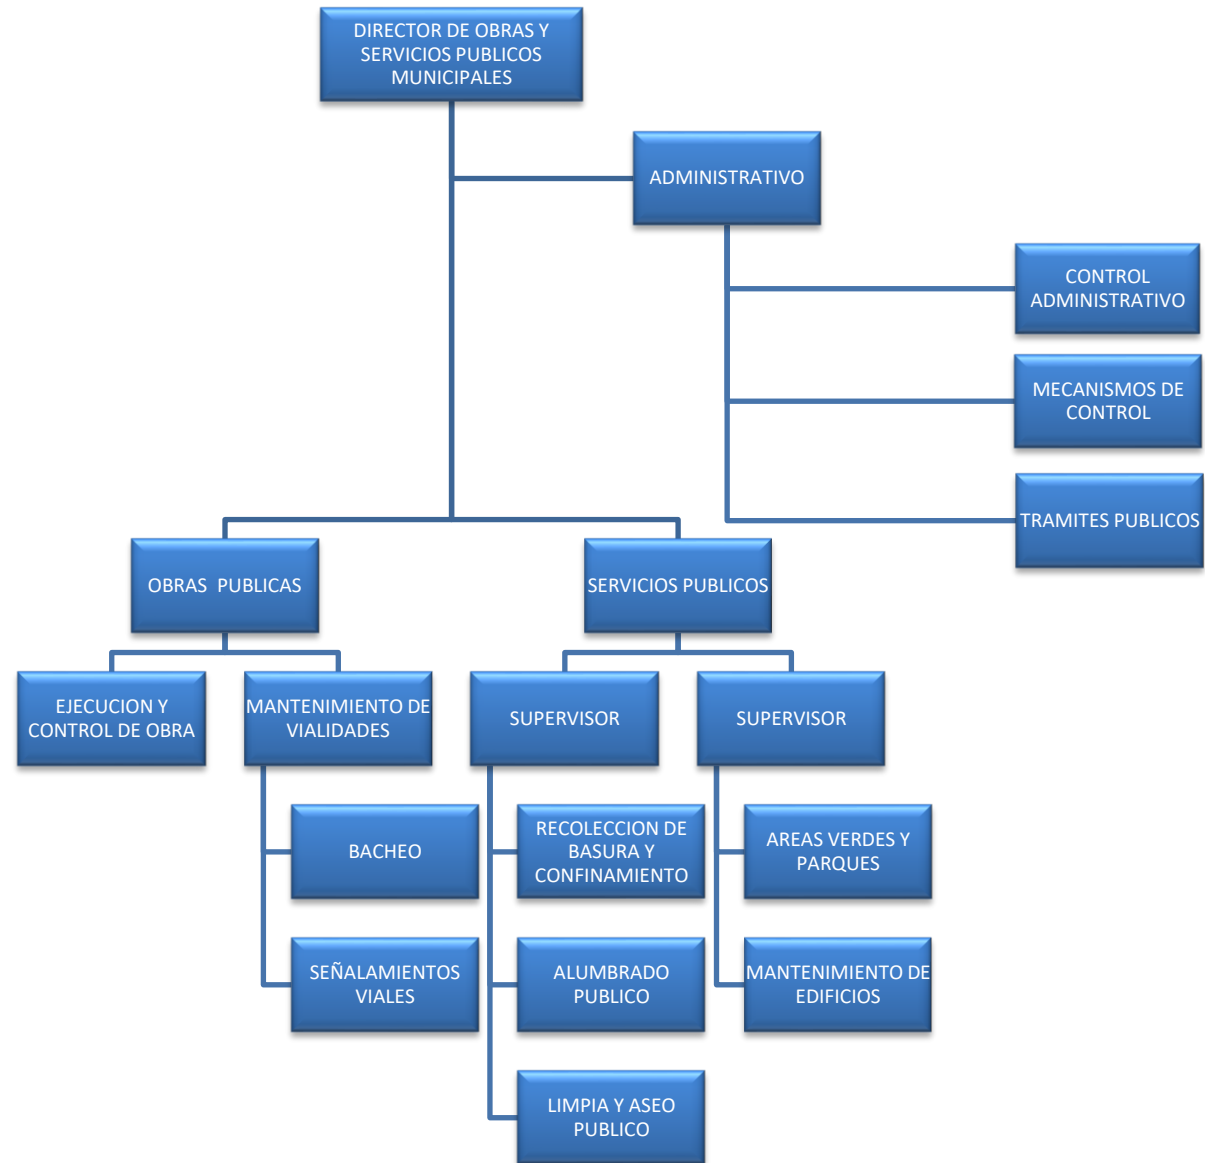 DIRECTOR DE OBRAS Y
SERVICIOS PUBLICOS
MUNICIPALES
ADMINISTRATIVO
CONTROL
ADMINISTRATIVO
MECANISMOS DE
CONTROL
TRAMITES PUBLICOS
OBRAS PUBLICAS
SERVICIOS PUBLICOS
EJECUCION Y
CONTROL DE OBRA
MANTENIMIENTO DE
VIALIDADES
SUPERVISOR
SUPERVISOR
BACHEO
RECOLECCION DE
BASURA Y
CONFINAMIENTO
AREAS VERDES Y
PARQUES
SEÑALAMIENTOS
VIALES
ALUMBRADO
PUBLICO
MANTENIMIENTO DE
EDIFICIOS
LIMPIA Y ASEO
PUBLICO